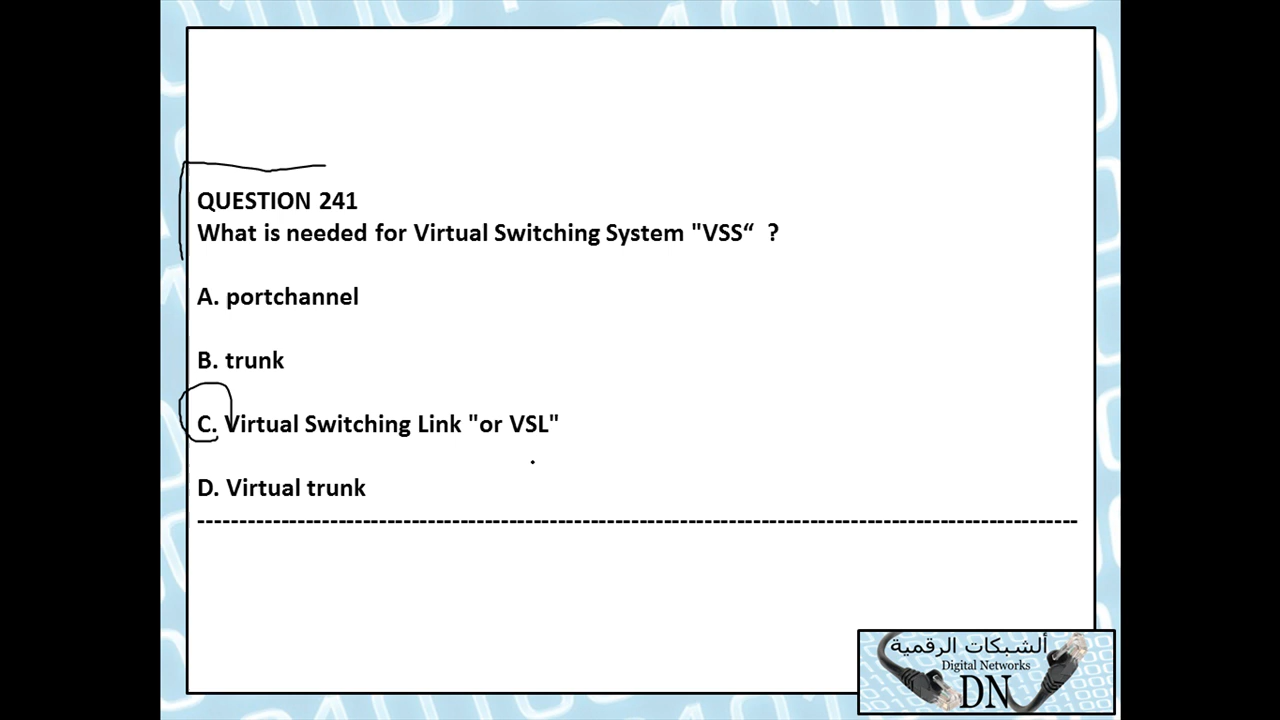 QUESTION 241
What is needed for Virtual Switching System "VSS“ ?
A. portchannel
B. trunk
C. Virtual Switching Link "or VSL"
D. Virtual trunk
--------------------------------------------------------------------------------------------------------
ألشبكات الرقمية
Digital Networks
DN